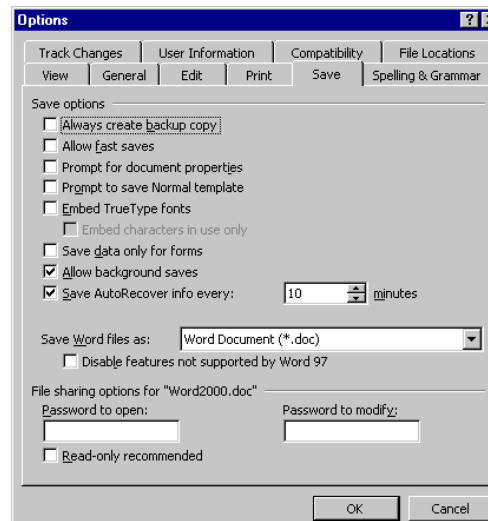 Options
Track Changes User Information Compatibility File Locations
View General Edit Print Save Spelling & Grammar
Save options
Always create backup copy
Allow fast saves
Prompt for document properties
Prompt to save Normal template
Embed TrueType fonts
Embed characters in use only
Save data only for forms
Allow background saves
Save AutoRecover info every: 10 minutes
Save Word files as: Word Document (*.doc)
Disable features not supported by Word 97
File sharing options for "Word2000.doc"
Password to open: Password to modify:
Read-only recommended
OK Cancel